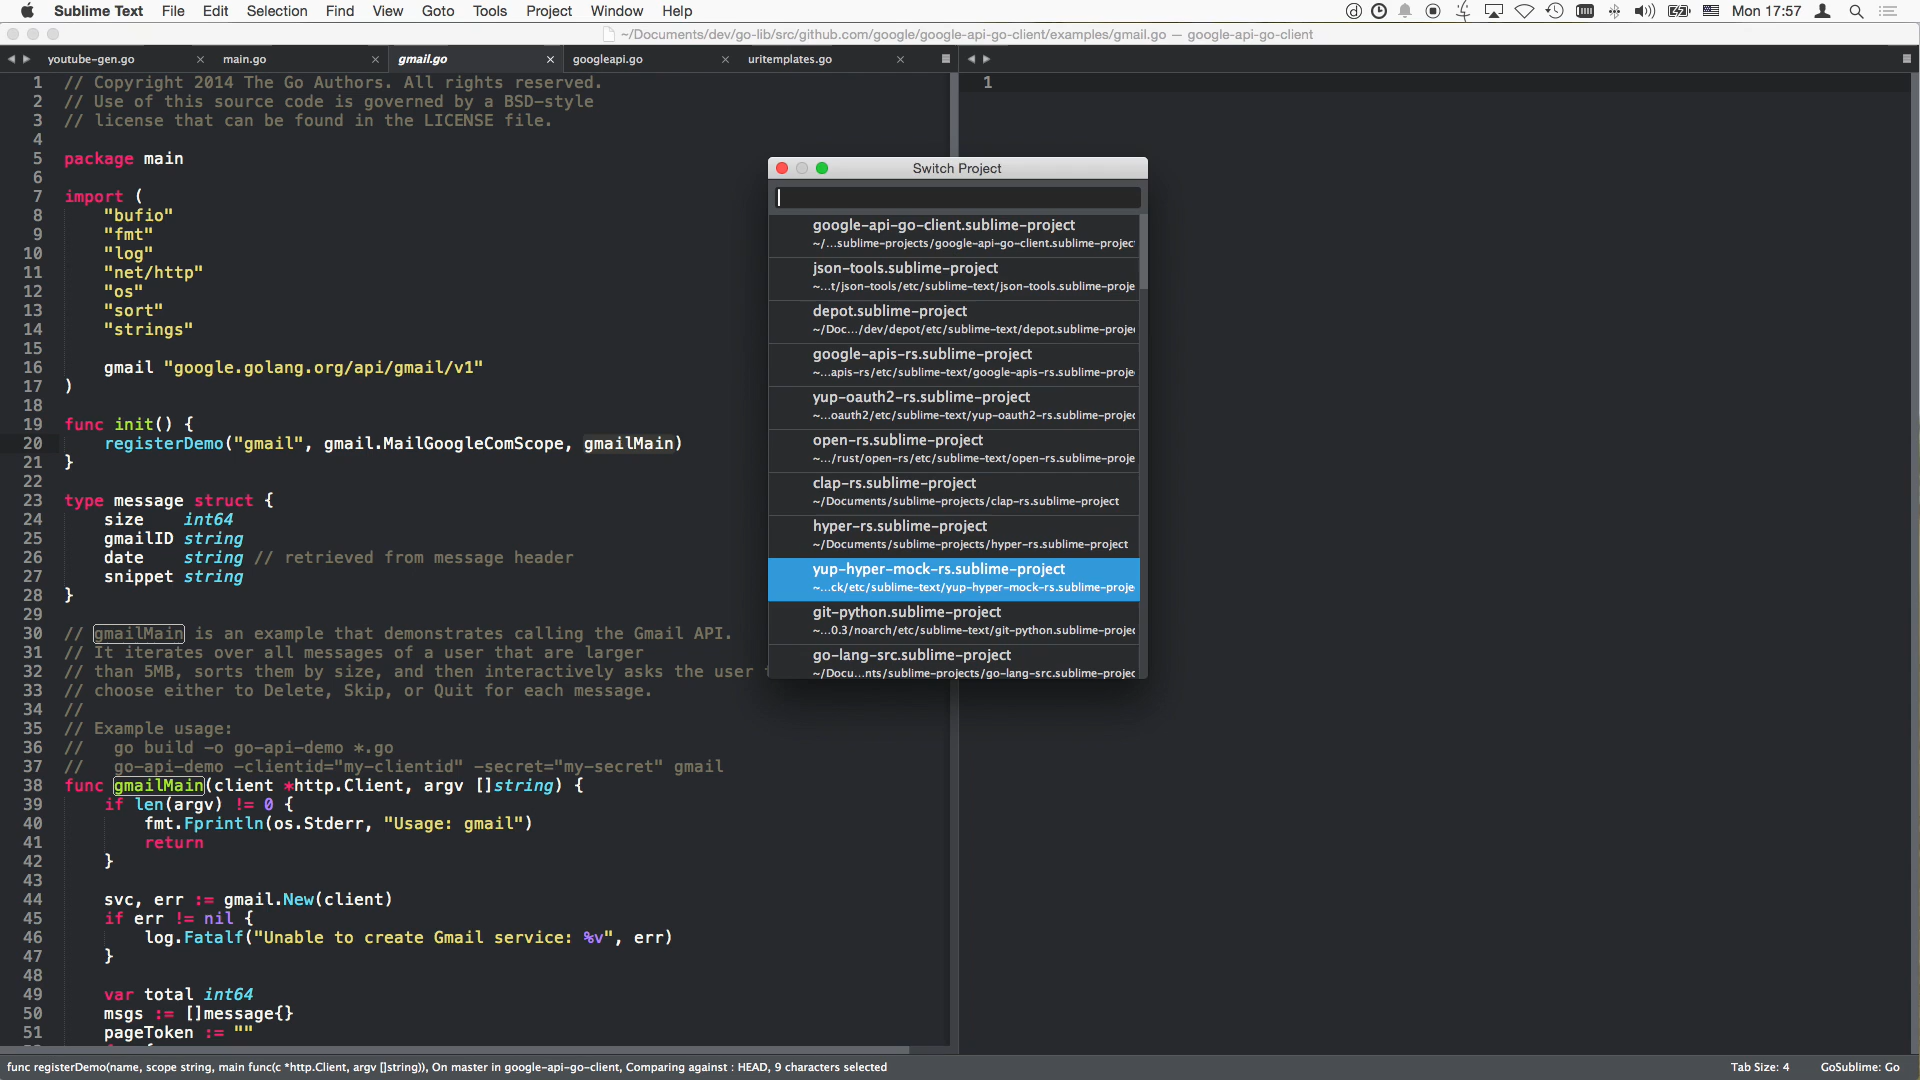 Sublime Text File Edit Selection Find View Goto Tools Project Window Help Mon 17:57
~/Documents/dev/go-lib/src/github.com/google/google-api-go-client/examples/gmail.go — google-api-go-client
youtube-gen.go main.go gmail.go googleapi.go uritemplates.go
1 // Copyright 2014 The Go Authors. All rights reserved.
2 // Use of this source code is governed by a BSD-style
3 // license that can be found in the LICENSE file.
4
5 package main
6
7 import (
8 "bufio"
9 "fmt"
10 "log"
11 "net/http"
12 "os"
13 "sort"
14 "strings"
15
16 gmail "google.golang.org/api/gmail/v1"
17 )
18
19 func init() {
20 registerDemo("gmail", gmail.MailGoogleComScope, gmailMain)
21 }
22
23 type message struct {
24 size int64
25 gmailID string
26 date string // retrieved from message header
27 snippet string
28 }
29
30 // gmailMain is an example that demonstrates calling the Gmail API.
31 // It iterates over all messages of a user that are larger
32 // than 5MB, sorts them by size, and then interactively asks the user
33 // choose either to Delete, Skip, or Quit for each message.
34 //
35 // Example usage:
36 // go build -o go-api-demo *.go
37 // go-api-demo -clientid="my-clientid" -secret="my-secret" gmail
38 func gmailMain(client *http.Client, argv []string) {
39 if len(argv) != 0 {
40 fmt.Fprintln(os.Stderr, "Usage: gmail")
41 return
42 }
43
44 svc, err := gmail.New(client)
45 if err != nil {
46 log.Fatalf("Unable to create Gmail service: %v", err)
47 }
48
49 var total int64
50 msgs := []message{}
51 pageToken := ""
1
Switch Project
google-api-go-client.sublime-project
~/...sublime-projects/google-api-go-client.sublime-projec
json-tools.sublime-project
~...t/json-tools/etc/sublime-text/json-tools.sublime-proje
depot.sublime-project
~/Doc.../dev/depot/etc/sublime-text/depot.sublime-proje
google-apis-rs.sublime-project
~...apis-rs/etc/sublime-text/google-apis-rs.sublime-proje
yup-oauth2-rs.sublime-project
~...oauth2/etc/sublime-text/yup-oauth2-rs.sublime-projec
open-rs.sublime-project
~.../rust/open-rs/etc/sublime-text/open-rs.sublime-proje
clap-rs.sublime-project
~/Documents/sublime-projects/clap-rs.sublime-project
hyper-rs.sublime-project
~/Documents/sublime-projects/hyper-rs.sublime-project
yup-hyper-mock-rs.sublime-project
~...ck/etc/sublime-text/yup-hyper-mock-rs.sublime-proje
git-python.sublime-project
~...0.3/noarch/etc/sublime-text/git-python.sublime-projec
go-lang-src.sublime-project
~/Docu...nts/sublime-projects/go-lang-src.sublime-projec
func registerDemo(name, scope string, main func(c *http.Client, argv []string)), On master in google-api-go-client, Comparing against : HEAD, 9 characters selected Tab Size: 4 GoSublime: Go